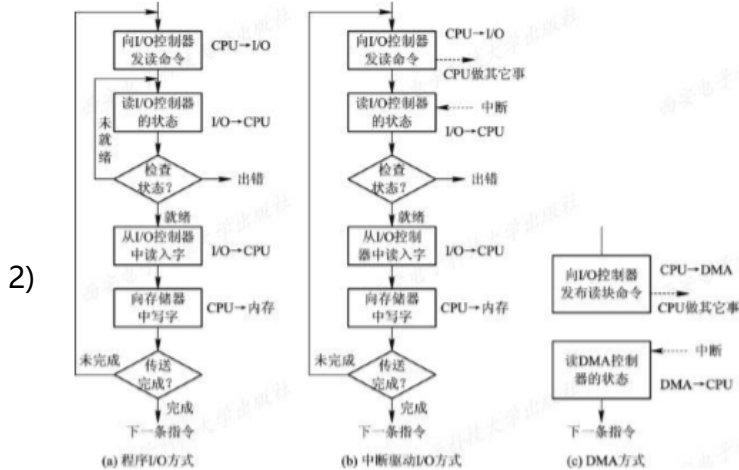 2)
向I/O控制器
发读命令
CPU→I/O
读I/O控制器
的状态
I/O→CPU
未
就
绪
检查
状态?
出错
就绪
从I/O控制器
中读入字
I/O→CPU
向存储器
中写字
CPU→内存
未完成
传送
完成?
完成
下一条指令
(a) 程序I/O方式
向I/O控制器
发读命令
CPU→I/O
CPU做其它事
读I/O控制器
的状态
中断
I/O→CPU
检查
状态?
出错
就绪
从I/O控制
器中读入字
I/O→CPU
向存储器
中写字
CPU→内存
未完成
传送
完成?
完成
下一条指令
(b) 中断驱动I/O方式
向I/O控制器
发布读块命令
CPU→DMA
CPU做其它事
读DMA控制
器的状态
中断
DMA→CPU
下一条指令
(c) DMA方式